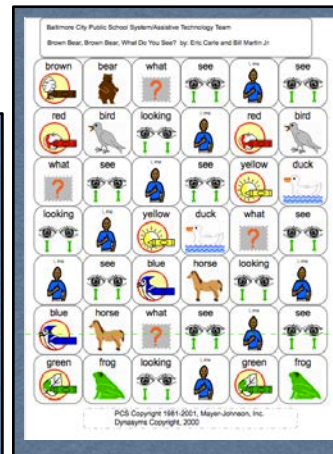 Baltimore City Public School System/Assistive Technology Team
Brown Bear, Brown Bear, What Do You See? by: Eric Carle and Bill Martin Jr
brown bear what see I, me see
red bird looking I, me red bird
what see I, me see yellow duck
looking I, me yellow duck what see
I, me see blue horse looking I, me
blue horse what see I, me see
green frog looking I, me green frog
PCS Copyright 1981-2001, Mayer-Johnson, Inc.
Dynasyms Copyright, 2000